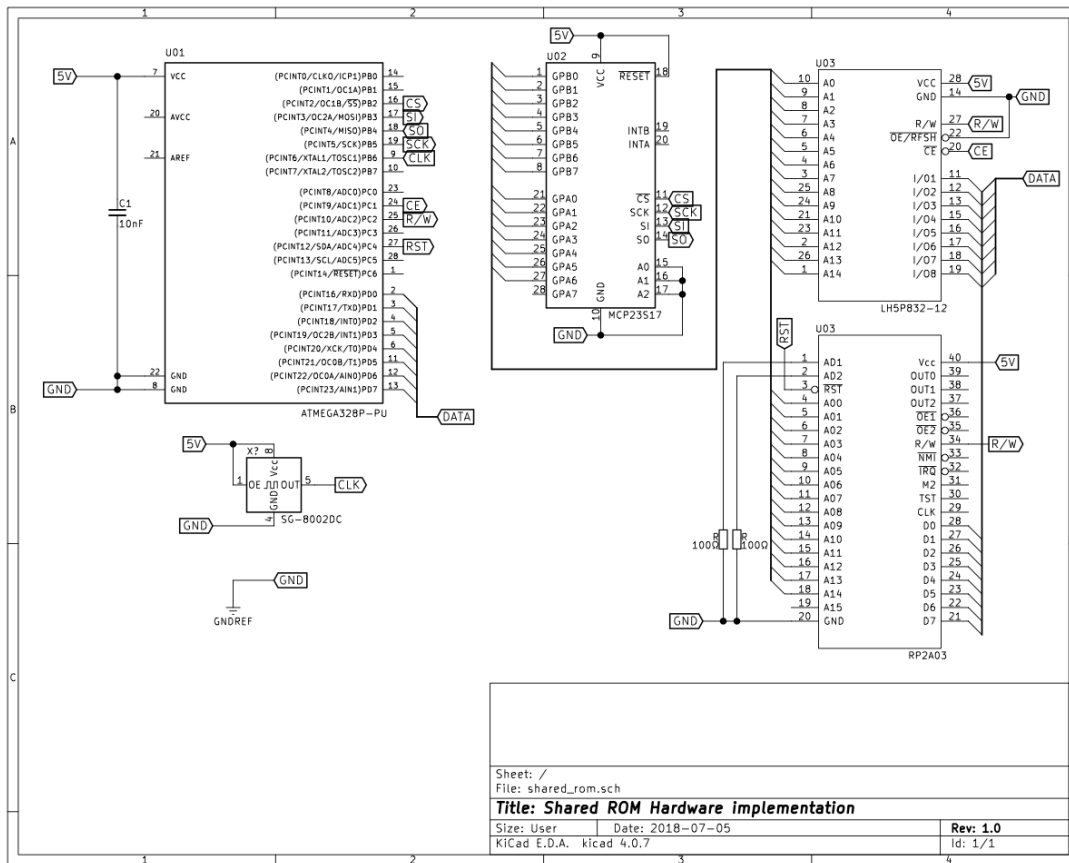 1 2 3 4
A
B
C
U01
5V
7 VCC
20 AVCC
21 AREF
22 GND
8 GND
GND
C1
10nF
(PCINT0/CLKO/ICP1)PB0 14
(PCINT1/OC1A)PB1 15
(PCINT2/OC1B/SS)PB2 16 CS
(PCINT3/OC2A/MOSI)PB3 17 SI
(PCINT4/MISO)PB4 18 SO
(PCINT5/SCK)PB5 19 SCK
(PCINT6/XTAL1/TOSC1)PB6 9 CLK
(PCINT7/XTAL2/TOSC2)PB7 10
(PCINT8/ADC0)PC0 23
(PCINT9/ADC1)PC1 24 CE
(PCINT10/ADC2)PC2 25 R/W
(PCINT11/ADC3)PC3 26
(PCINT12/SDA/ADC4)PC4 27 RST
(PCINT13/SCL/ADC5)PC5 28
(PCINT14/RESET)PC6 1
(PCINT16/RXD)PD0 2
(PCINT17/TXD)PD1 3
(PCINT18/INT0)PD2 4
(PCINT19/OC2B/INT1)PD3 5
(PCINT20/XCK/T0)PD4 6
(PCINT21/OC0B/T1)PD5 11
(PCINT22/OC0A/AIN0)PD6 12
(PCINT23/AIN1)PD7 13
ATMEGA328P-PU
DATA
5V
X? 8
Vcc
1 OE OUT 5 CLK
GND
4
SG-8002DC
GND
GND
GNDREF
5V
U02
9
VCC
RESET 18
1 GPB0
2 GPB1
3 GPB2
4 GPB3
5 GPB4
6 GPB5
7 GPB6
8 GPB7
INTB 19
INTA 20
21 GPA0
22 GPA1
23 GPA2
24 GPA3
25 GPA4
26 GPA5
27 GPA6
28 GPA7
CS 11 CS
SCK 12 SCK
SI 13 SI
SO 14 SO
A0 15
A1 16
A2 17
GND
10
GND
MCP23S17
U03
10 A0
9 A1
8 A2
7 A3
6 A4
5 A5
4 A6
3 A7
25 A8
24 A9
21 A10
23 A11
2 A12
26 A13
1 A14
VCC 28 5V
GND 14 GND
R/W 27 R/W
OE/RFSH 22
CE 20 CE
I/O1 11
I/O2 12
I/O3 13
I/O4 15
I/O5 16
I/O6 17
I/O7 18
I/O8 19
DATA
LH5P832-12
RST
U03
1 AD1
2 AD2
3 RST
4 A00
5 A01
6 A02
7 A03
8 A04
9 A05
10 A06
11 A07
12 A08
13 A09
14 A10
15 A11
16 A12
17 A13
18 A14
19 A15
20 GND
Vcc 40 5V
OUT0 39
OUT1 38
OUT2 37
OE1 36
OE2 35
R/W 34 R/W
NMI 33
IRQ 32
M2 31
TST 30
CLK 29
D0 28
D1 27
D2 26
D3 25
D4 24
D5 23
D6 22
D7 21
RP2A03
R R
100Ω 100Ω
GND
Sheet: /
File: shared_rom.sch
Title: Shared ROM Hardware implementation
Size: User Date: 2018-07-05 Rev: 1.0
KiCad E.D.A. kicad 4.0.7 Id: 1/1
1 2 3 4